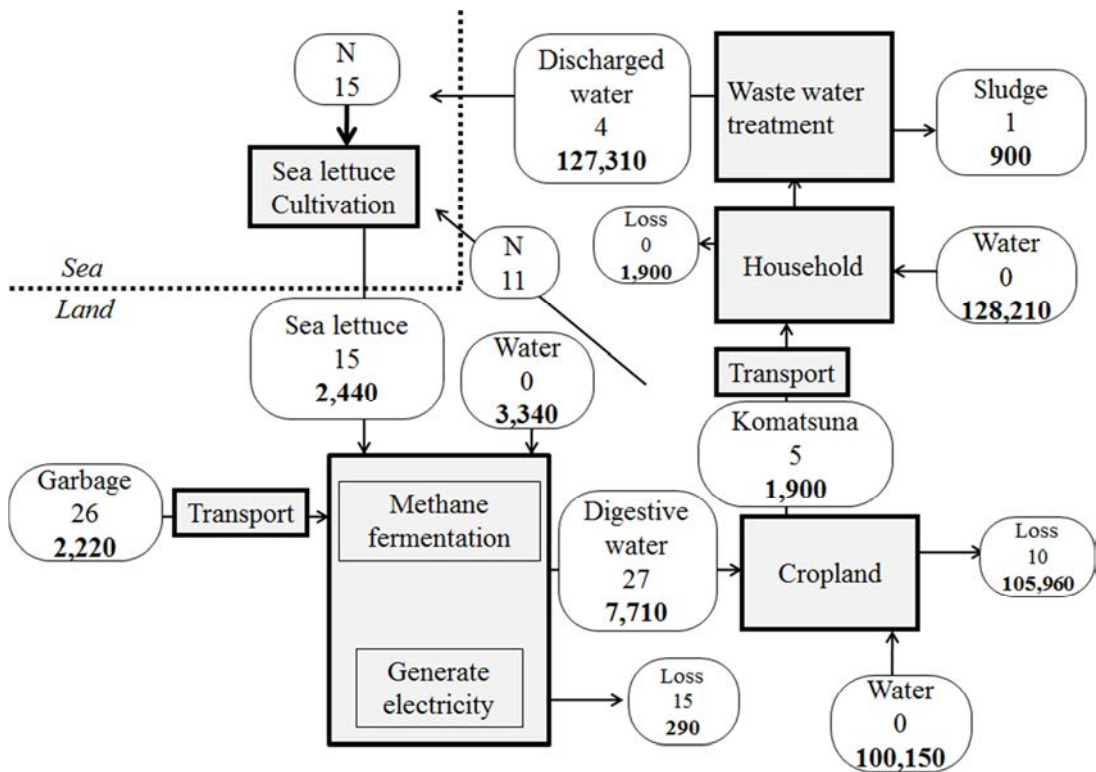 N
15
Discharged
water
4
127,310
Waste water
treatment
Sludge
1
900
Sea lettuce
Cultivation
Loss
0
1,900
N
11
Household
Water
0
128,210
Sea
Land
Sea lettuce
15
2,440
Water
0
3,340
Transport
Komatsuna
5
1,900
Garbage
26
2,220
Transport
Methane
fermentation
Digestive
water
27
7,710
Cropland
Loss
10
105,960
Generate
electricity
Loss
15
290
Water
0
100,150